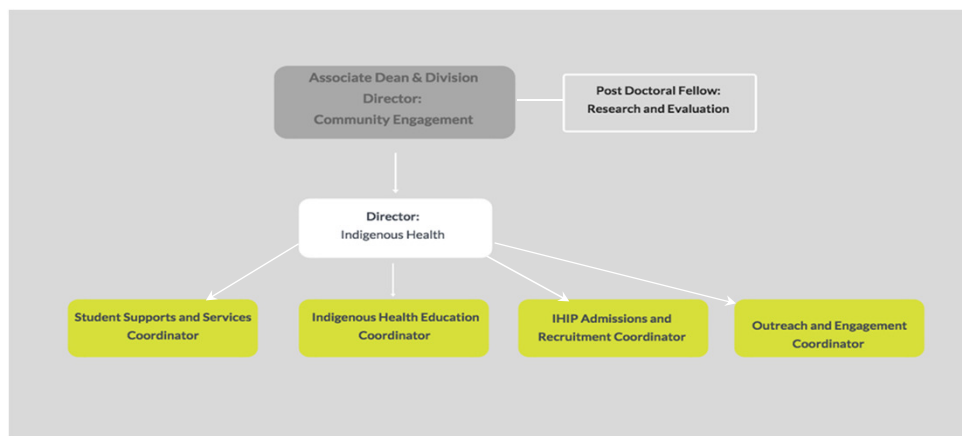 Associate Dean & Division
Director:
Community Engagement
Post Doctoral Fellow:
Research and Evaluation
Director:
Indigenous Health
Student Supports and Services
Coordinator
Indigenous Health Education
Coordinator
IHIP Admissions and
Recruitment Coordinator
Outreach and Engagement
Coordinator